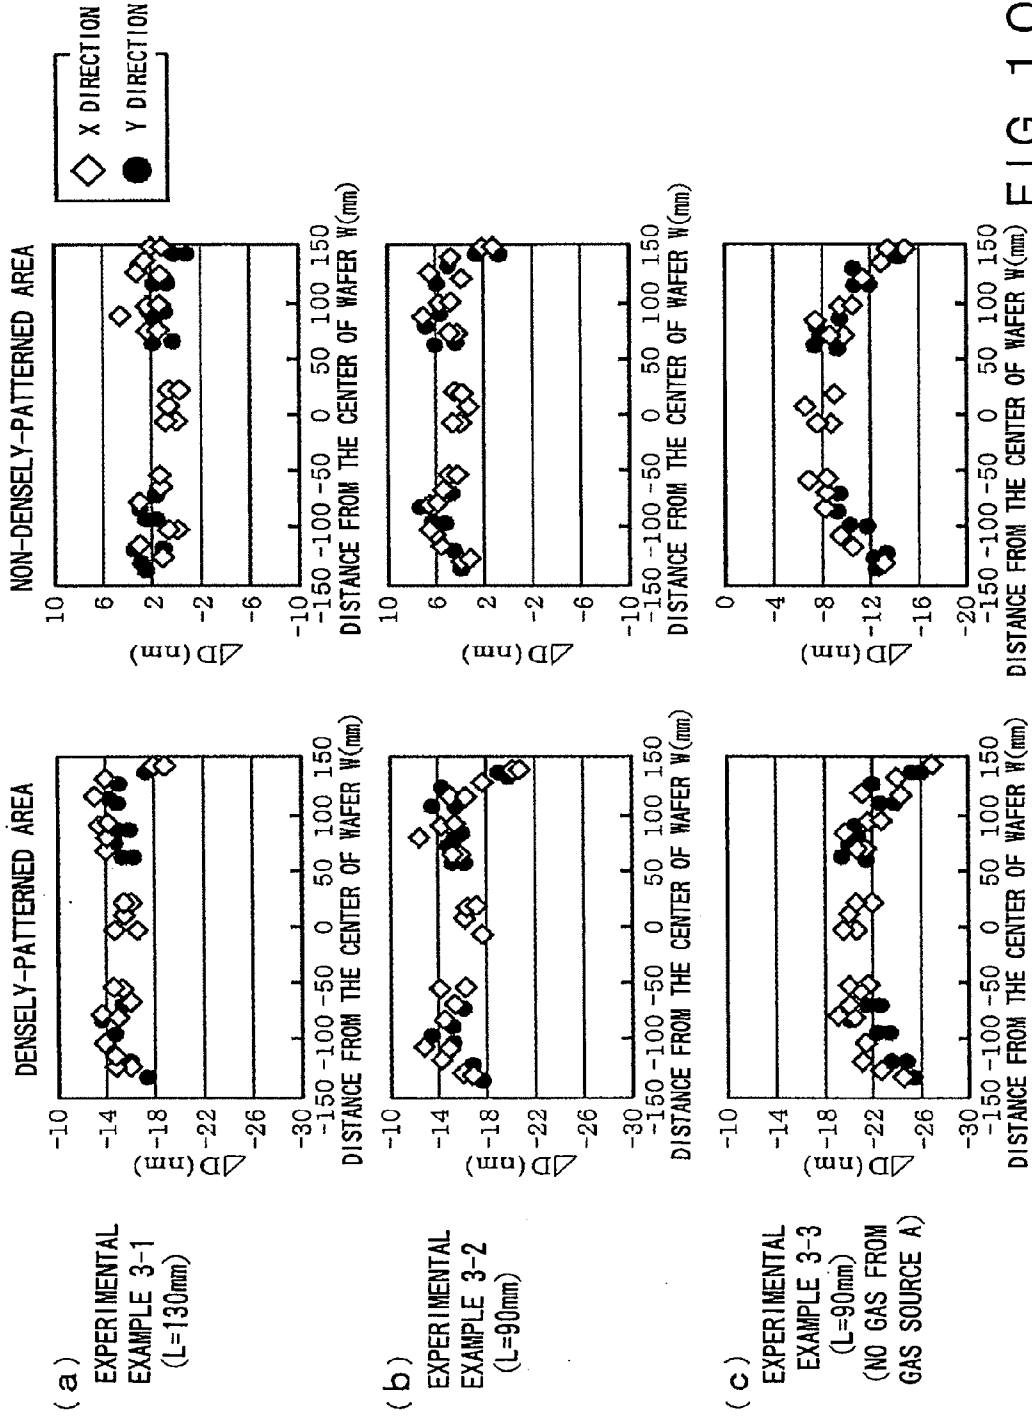 DENSELY-PATTERNED AREA
NON-DENSELY-PATTERNED AREA
X DIRECTION
Y DIRECTION
(a)
EXPERIMENTAL
EXAMPLE 3-1
(L=130mm)
ΔD(nm)
-10
-14
-18
-22
-26
-30
-150 -100 -50 0 50 100 150
DISTANCE FROM THE CENTER OF WAFER W(mm)
ΔD(nm)
10
6
2
-2
-6
-10
-150 -100 -50 0 50 100 150
DISTANCE FROM THE CENTER OF WAFER W(mm)
(b)
EXPERIMENTAL
EXAMPLE 3-2
(L=90mm)
ΔD(nm)
-10
-14
-18
-22
-26
-30
-150 -100 -50 0 50 100 150
DISTANCE FROM THE CENTER OF WAFER W(mm)
ΔD(nm)
10
6
2
-2
-6
-10
-150 -100 -50 0 50 100 150
DISTANCE FROM THE CENTER OF WAFER W(mm)
(c)
EXPERIMENTAL
EXAMPLE 3-3
(L=90mm)
(NO GAS FROM
GAS SOURCE A)
ΔD(nm)
-10
-14
-18
-22
-26
-30
-150 -100 -50 0 50 100 150
DISTANCE FROM THE CENTER OF WAFER W(mm)
ΔD(nm)
0
-4
-8
-12
-16
-20
-150 -100 -50 0 50 100 150
DISTANCE FROM THE CENTER OF WAFER W(mm)
FIG. 10